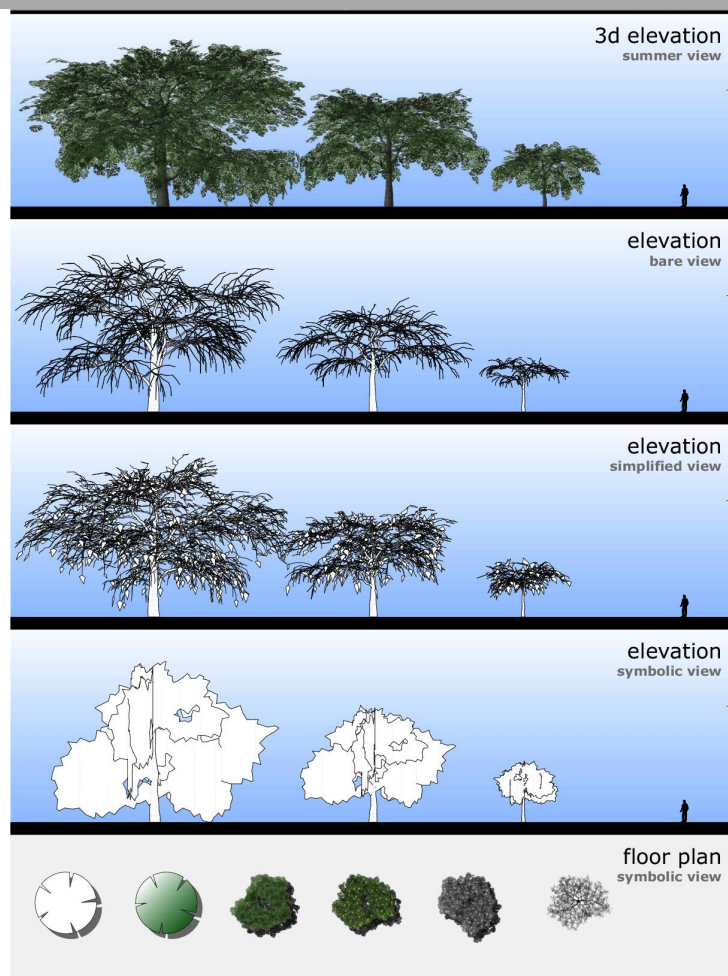 3d elevation
summer view
elevation
bare view
elevation
simplified view
elevation
symbolic view
floor plan
symbolic view